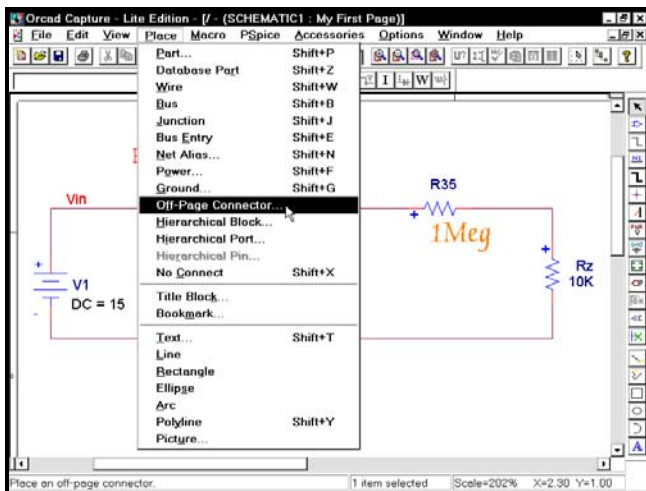 Orcad Capture - Lite Edition - [/ - (SCHEMATIC1 : My First Page)]
File Edit View Place Macro PSpice Accessories Options Window Help
Part... Shift+P
Database Part Shift+Z
Wire Shift+W
Bus Shift+B
Junction Shift+J
Bus Entry Shift+E
Net Alias... Shift+N
Power... Shift+F
Ground... Shift+G
Off-Page Connector...
Hierarchical Block...
Hierarchical Port...
Hierarchical Pin...
No Connect Shift+X
Title Block...
Bookmark...
Text... Shift+T
Line
Rectangle
Ellipse
Arc
Polyline Shift+Y
Picture...
I W
Vin
V1
DC = 15
R35
1Meg
Rz
10K
Place an off-page connector. 1 item selected Scale=202% X=2.30 Y=1.00